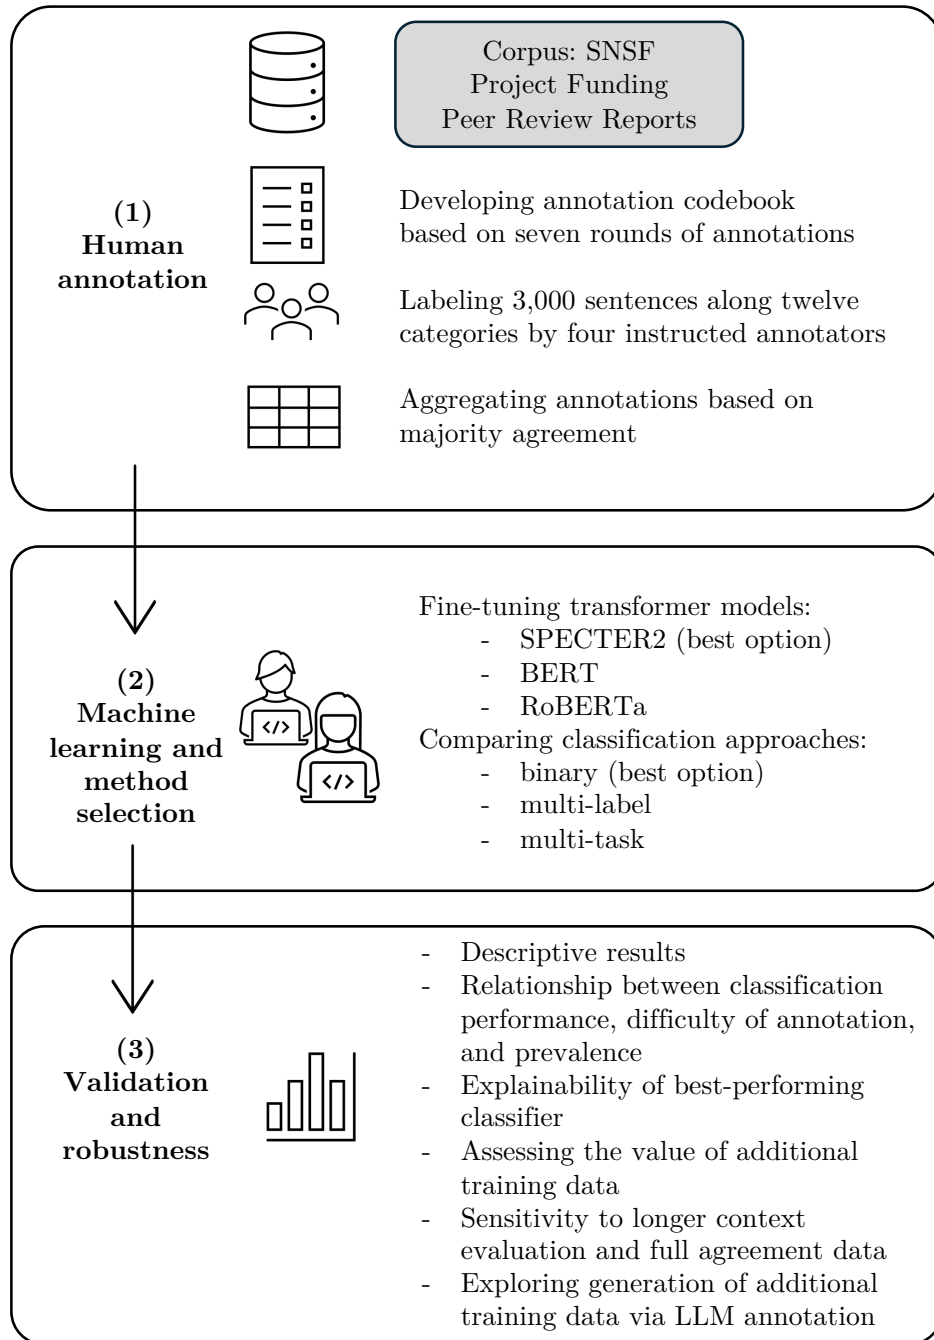 Corpus: SNSF
Project Funding
Peer Review Reports
(1)
Human
annotation
Developing annotation codebook
based on seven rounds of annotations
Labeling 3,000 sentences along twelve
categories by four instructed annotators
Aggregating annotations based on
majority agreement
(2)
Machine
learning and
method
selection
</>
</>
Fine-tuning transformer models:
- SPECTER2 (best option)
- BERT
- RoBERTa
Comparing classification approaches:
- binary (best option)
- multi-label
- multi-task
(3)
Validation
and
robustness
- Descriptive results
- Relationship between classification
performance, difficulty of annotation,
and prevalence
- Explainability of best-performing
classifier
- Assessing the value of additional
training data
- Sensitivity to longer context
evaluation and full agreement data
- Exploring generation of additional
training data via LLM annotation